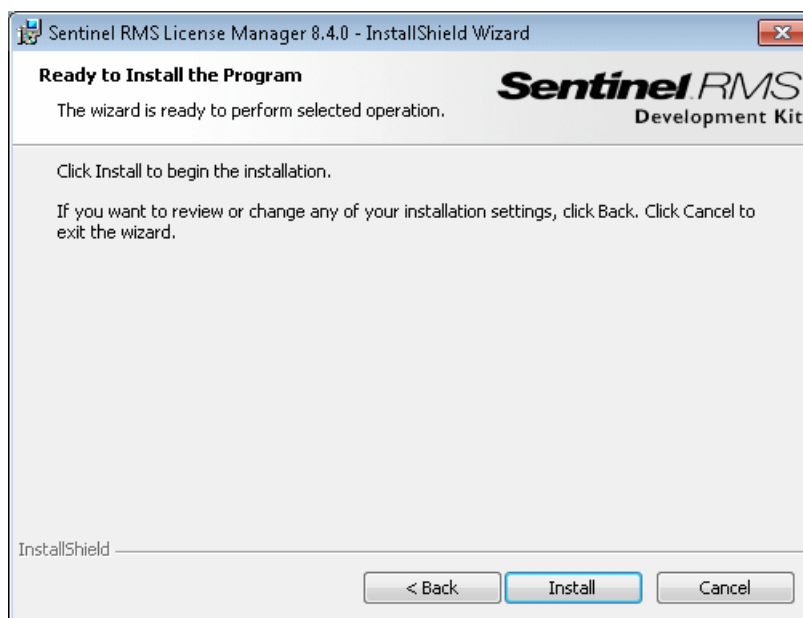 Sentinel RMS License Manager 8.4.0 - InstallShield Wizard
Ready to Install the Program
The wizard is ready to perform selected operation.
Sentinel RMS
Development Kit
Click Install to begin the installation.
If you want to review or change any of your installation settings, click Back. Click Cancel to
exit the wizard.
InstallShield
< Back
Install
Cancel